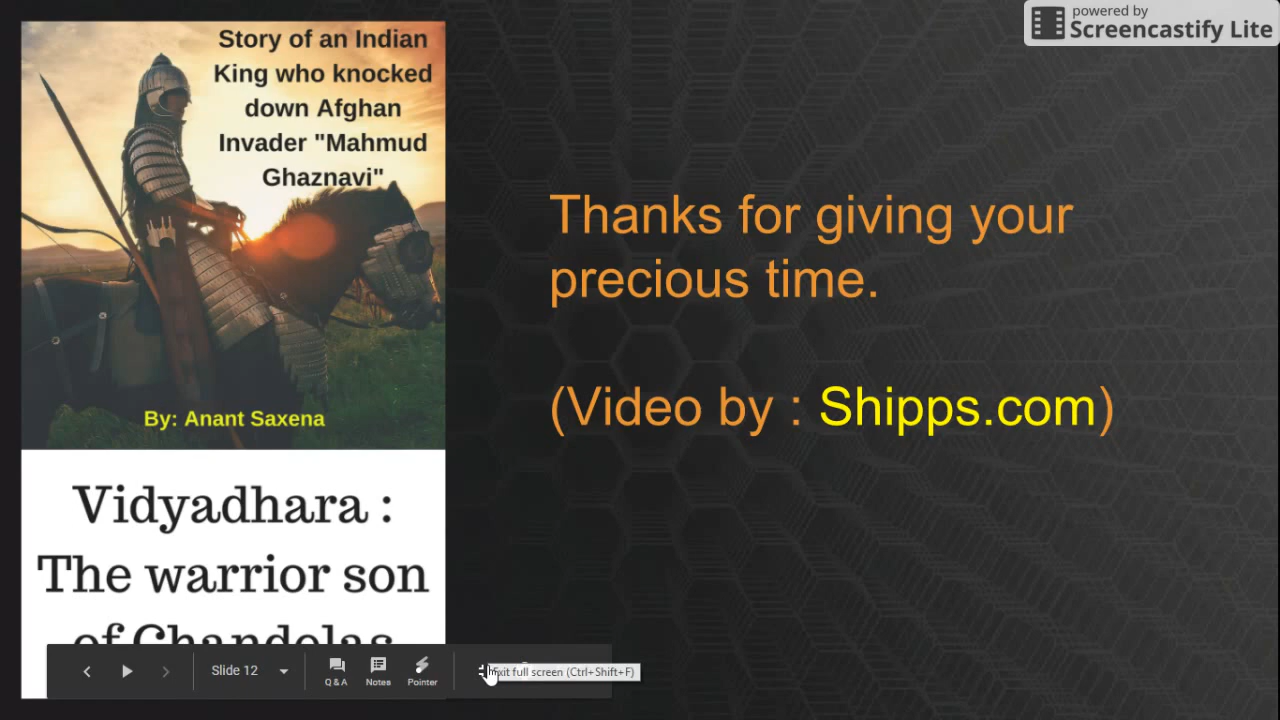 powered by
Screencastify Lite
Story of an Indian
King who knocked
down Afghan
Invader "Mahmud
Ghaznavi"
By: Anant Saxena
Vidyadhara :
The warrior son
of Chandelas
Thanks for giving your
precious time.
(Video by : Shipps.com)
Slide 12
Q & A
Notes
Pointer
Exit full screen (Ctrl+Shift+F)